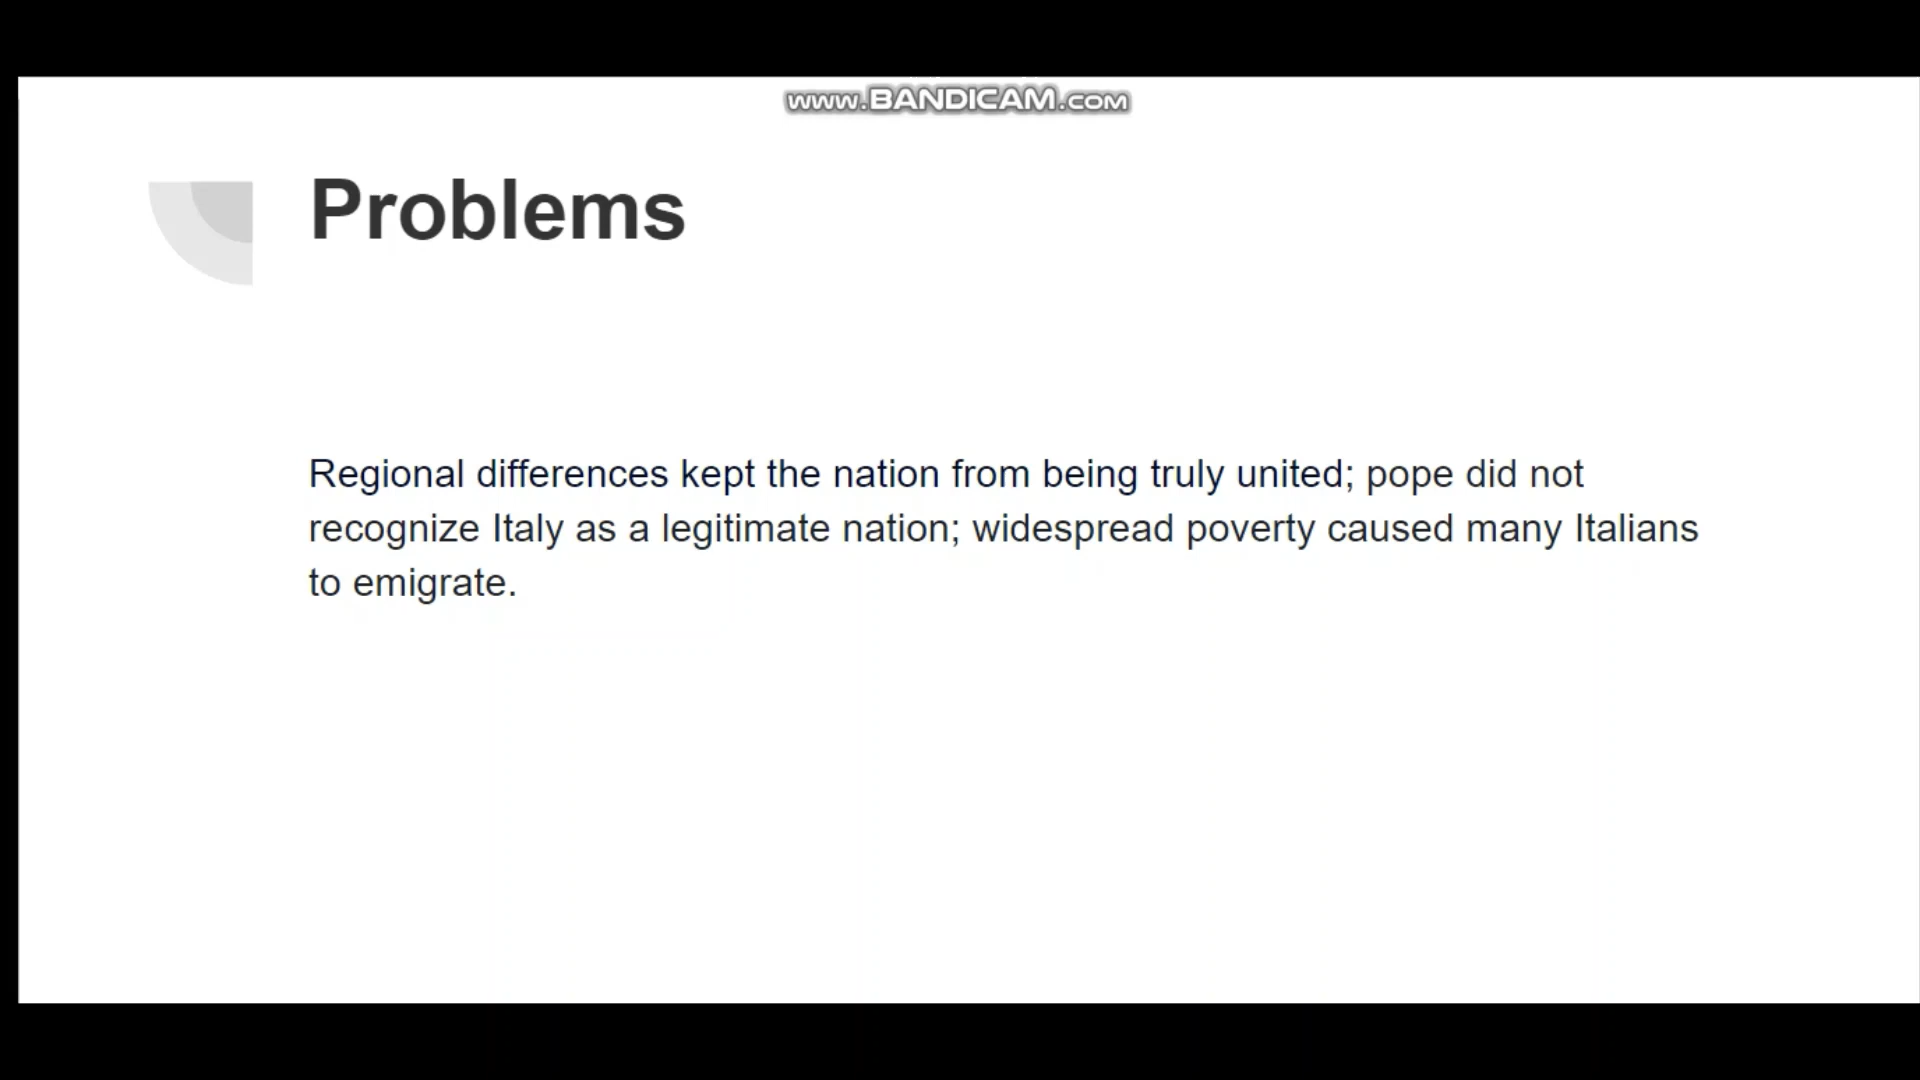 www.BANDICAM.com
Problems
Regional differences kept the nation from being truly united; pope did not
recognize Italy as a legitimate nation; widespread poverty caused many Italians
to emigrate.